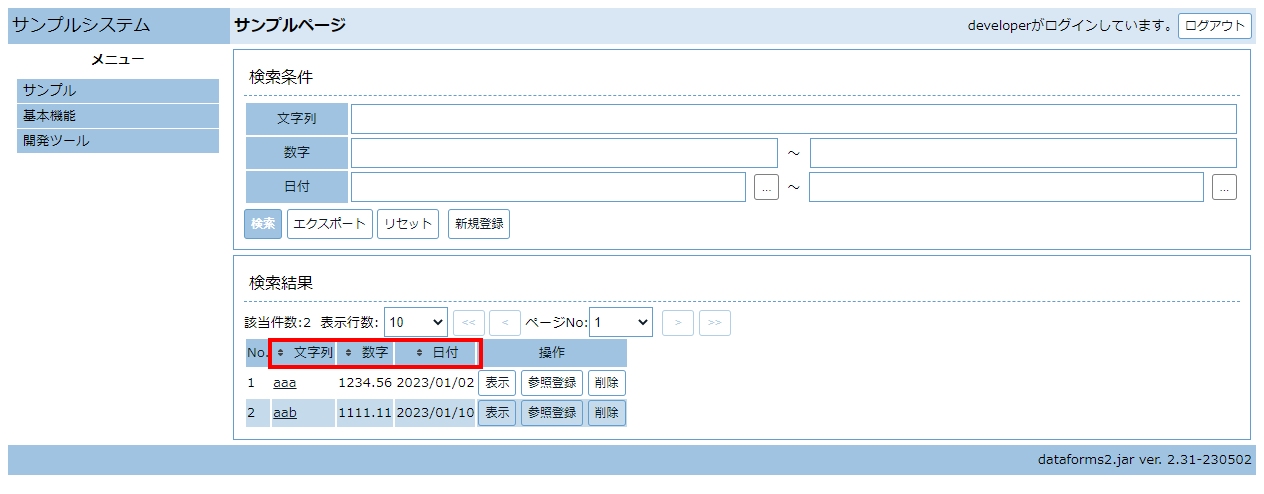 サンプルシステム サンプルページ developerがログインしています。 ログアウト
メニュー
サンプル
基本機能
開発ツール
検索条件
文字列
数字 ～
日付 ... ～ ...
検索 エクスポート リセット 新規登録
検索結果
該当件数:2 表示行数: 10 << < ページNo: 1 > >>
No. 文字列 数字 日付 操作
1 aaa 1234.56 2023/01/02 表示 参照登録 削除
2 aab 1111.11 2023/01/10 表示 参照登録 削除
dataforms2.jar ver. 2.31-230502